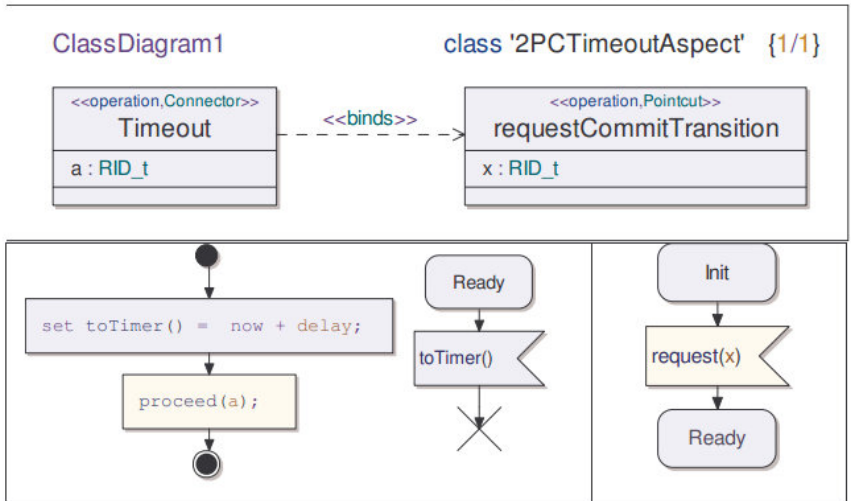 ClassDiagram1
class '2PCTimeoutAspect' {1/1}
<<operation,Connector>>
Timeout
a : RID_t
<<binds>>
<<operation,Pointcut>>
requestCommitTransition
x : RID_t
set toTimer() = now + delay;
proceed(a);
Ready
toTimer()
Init
request(x)
Ready